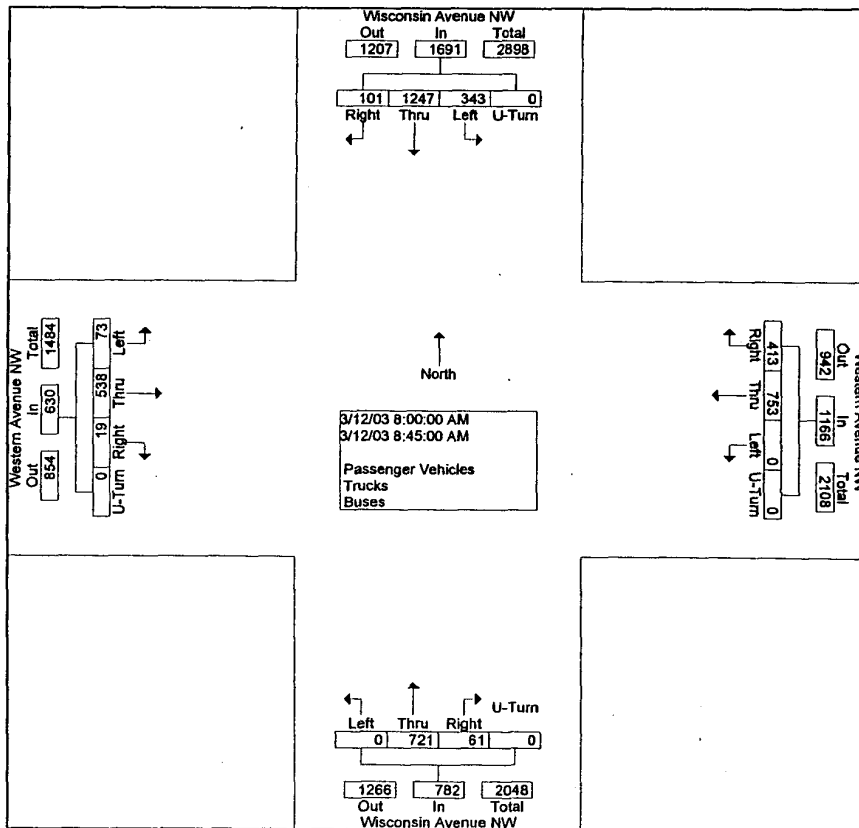 Wisconsin Avenue NW
Out In Total
1207 1691 2898
101 1247 343 0
Right Thru Left U-Turn
Western Avenue NW
Total In Out
1484 630 854
73 538 19 0
Left Thru Right U-Turn
North
3/12/03 8:00:00 AM
3/12/03 8:45:00 AM
Passenger Vehicles
Trucks
Buses
Right Thru Left U-Turn
413 753 0 0
942 1166 2108
Out In Total
Avenue NW
Left Thru Right U-Turn
0 721 61 0
1266 782 2048
Out In Total
Wisconsin Avenue NW